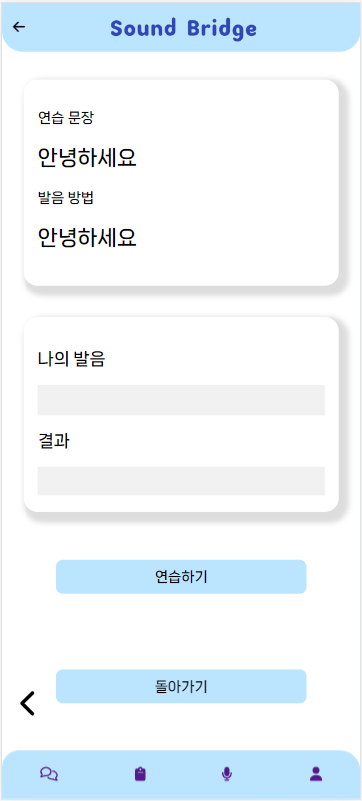 Sound Bridge
연습 문장
안녕하세요
발음 방법
안녕하세요
나의 발음
결과
연습하기
돌아가기